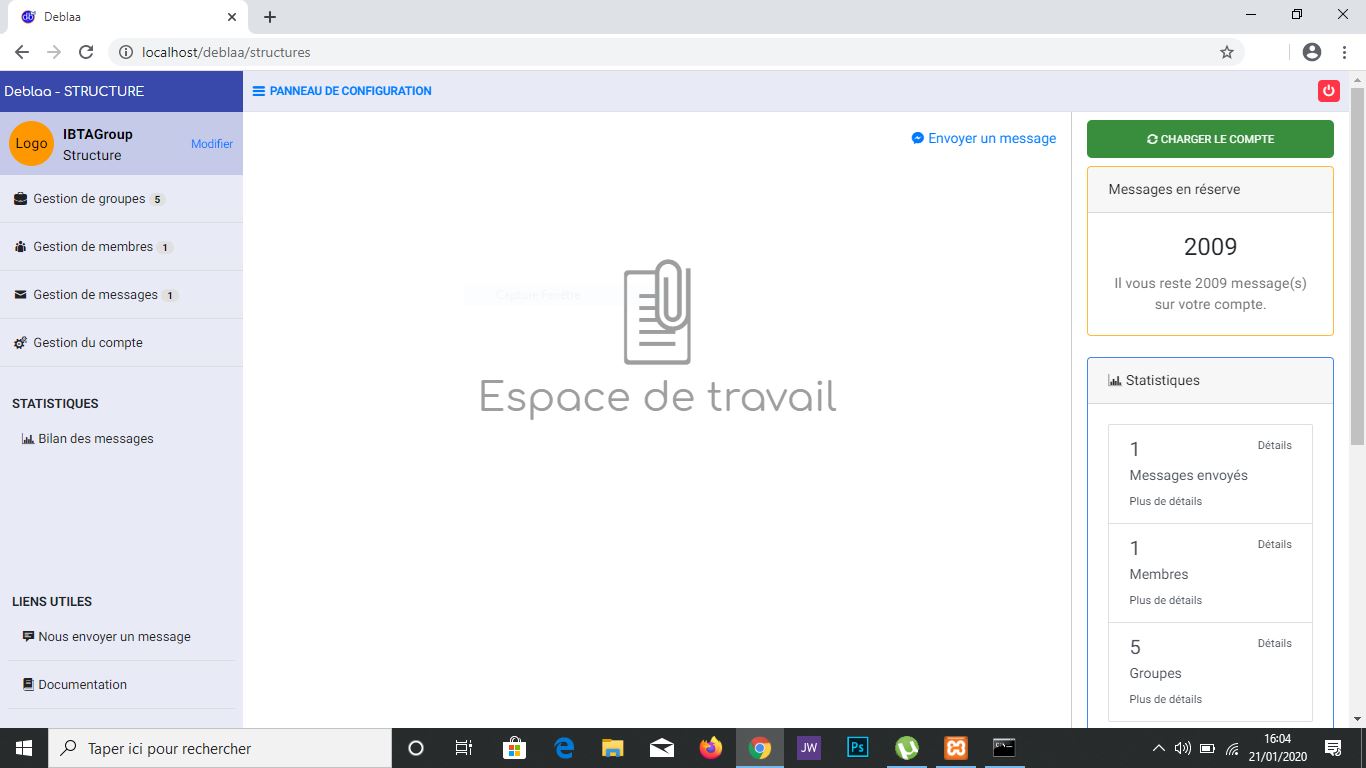 Deblaa
localhost/deblaa/structures
Deblaa - STRUCTURE
PANNEAU DE CONFIGURATION
Logo
IBTAGroup
Structure
Modifier
Gestion de groupes 5
Gestion de membres 1
Gestion de messages 1
Gestion du compte
STATISTIQUES
Bilan des messages
LIENS UTILES
Nous envoyer un message
Documentation
Envoyer un message
Capture Fenêtre
Espace de travail
CHARGER LE COMPTE
Messages en réserve
2009
Il vous reste 2009 message(s)
sur votre compte.
Statistiques
1 Détails
Messages envoyés
Plus de détails
1 Détails
Membres
Plus de détails
5 Détails
Groupes
Plus de détails
Taper ici pour rechercher
JW
Ps
16:04
21/01/2020